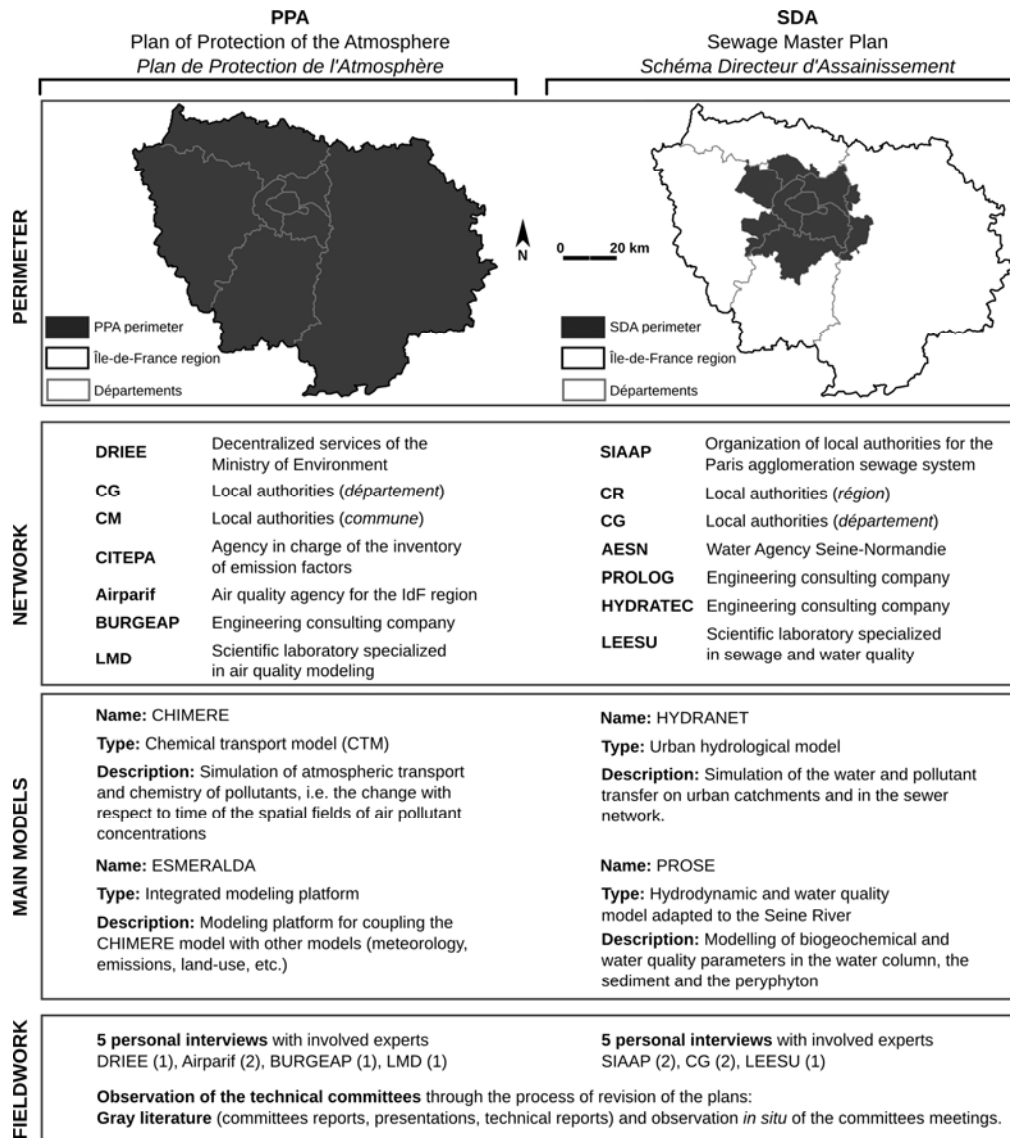 PPA
Plan of Protection of the Atmosphere
Plan de Protection de l'Atmosphère
SDA
Sewage Master Plan
Schéma Directeur d'Assainissement
PERIMETER
N
0 20 km
PPA perimeter
Île-de-France region
Départements
SDA perimeter
Île-de-France region
Départements
NETWORK
DRIEE Decentralized services of the
Ministry of Environment
CG Local authorities (département)
CM Local authorities (commune)
CITEPA Agency in charge of the inventory
of emission factors
Airparif Air quality agency for the IdF region
BURGEAP Engineering consulting company
LMD Scientific laboratory specialized
in air quality modeling
SIAAP Organization of local authorities for the
Paris agglomeration sewage system
CR Local authorities (région)
CG Local authorities (département)
AESN Water Agency Seine-Normandie
PROLOG Engineering consulting company
HYDRATEC Engineering consulting company
LEESU Scientific laboratory specialized
in sewage and water quality
MAIN MODELS
Name: CHIMERE
Type: Chemical transport model (CTM)
Description: Simulation of atmospheric transport
and chemistry of pollutants, i.e. the change with
respect to time of the spatial fields of air pollutant
concentrations
Name: ESMERALDA
Type: Integrated modeling platform
Description: Modeling platform for coupling the
CHIMERE model with other models (meteorology,
emissions, land-use, etc.)
Name: HYDRANET
Type: Urban hydrological model
Description: Simulation of the water and pollutant
transfer on urban catchments and in the sewer
network.
Name: PROSE
Type: Hydrodynamic and water quality
model adapted to the Seine River
Description: Modelling of biogeochemical and
water quality parameters in the water column, the
sediment and the peryphyton
FIELDWORK
5 personal interviews with involved experts
DRIEE (1), Airparif (2), BURGEAP (1), LMD (1)
5 personal interviews with involved experts
SIAAP (2), CG (2), LEESU (1)
Observation of the technical committees through the process of revision of the plans:
Gray literature (committees reports, presentations, technical reports) and observation in situ of the committees meetings.